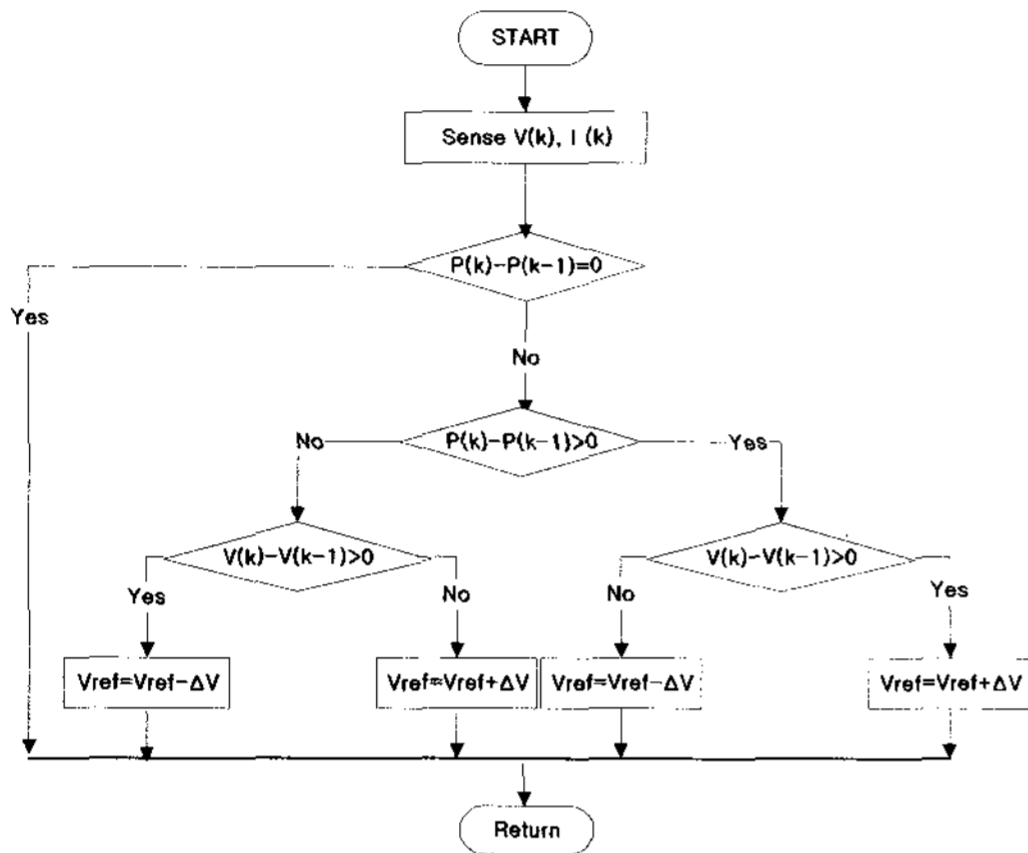 START
Sense V(k), I (k)
P(k)-P(k-1)=0
Yes
No
P(k)-P(k-1)>0
No
Yes
V(k)-V(k-1)>0
V(k)-V(k-1)>0
Yes
No
No
Yes
Vref=Vref-ΔV
Vref=Vref+ΔV
Vref=Vref-ΔV
Vref=Vref+ΔV
Return